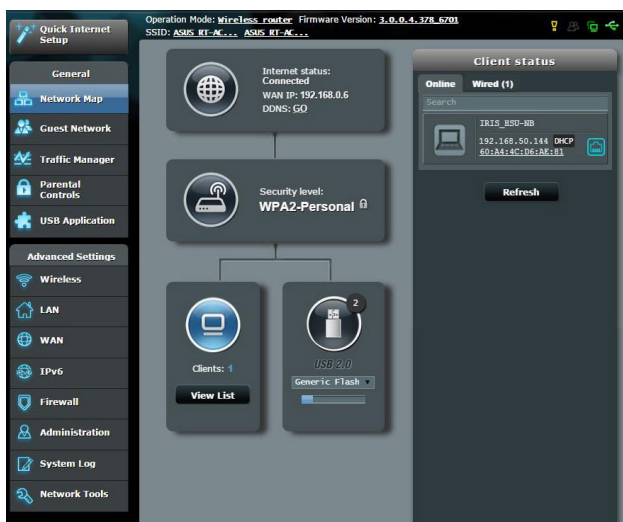 Quick Internet
Setup
Operation Mode: Wireless router Firmware Version: 3.0.0.4.378_6701
SSID: ASUS RT-AC... ASUS RT-AC...
General
Network Map
Guest Network
Traffic Manager
Parental
Controls
USB Application
Advanced Settings
Wireless
LAN
WAN
IPv6
Firewall
Administration
System Log
Network Tools
Internet status:
Connected
WAN IP: 192.168.0.6
DDNS: GO
Security level:
WPA2-Personal
Clients: 1
View List
2
USB 2.0
Generic Flash
Client status
Online Wired (1)
Search
IRIS_HSU-NB
192.168.50.144 DHCP
60:A4:4C:D6:AE:81
Refresh